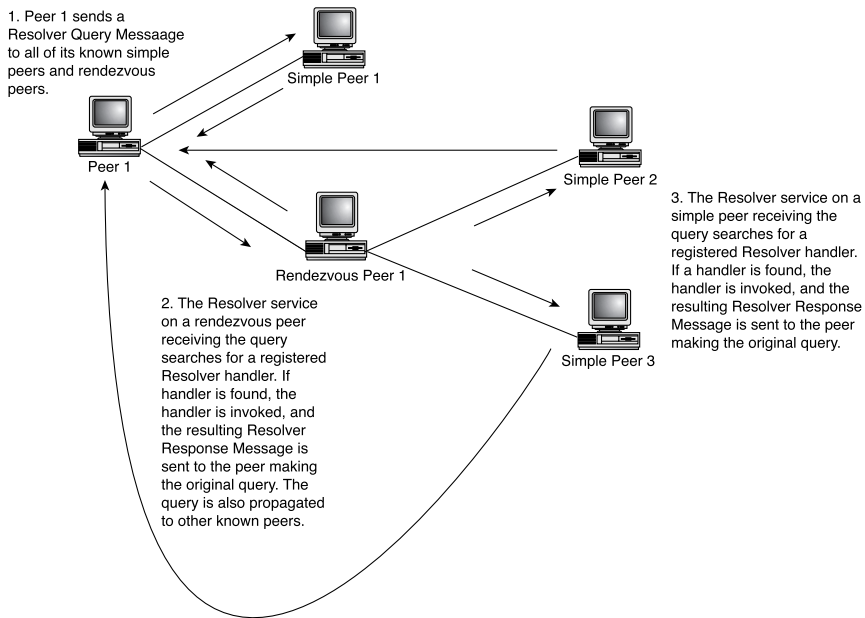 1. Peer 1 sends a
Resolver Query Messaage
to all of its known simple
peers and rendezvous
peers.
Simple Peer 1
Peer 1
Simple Peer 2
Rendezvous Peer 1
3. The Resolver service on a
simple peer receiving the
query searches for a
registered Resolver handler.
If a handler is found, the
handler is invoked, and the
resulting Resolver Response
Message is sent to the peer
making the original query.
2. The Resolver service
on a rendezvous peer
receiving the query
searches for a registered
Resolver handler. If
handler is found, the
handler is invoked, and
the resulting Resolver
Response Message is
sent to the peer making
the original query. The
query is also propagated
to other known peers.
Simple Peer 3